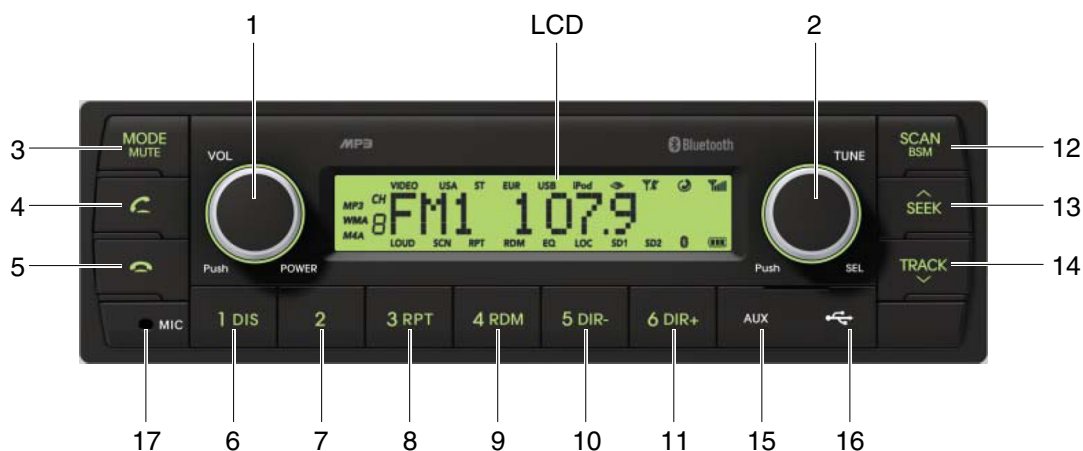 1
LCD
2
3
MODE
MUTE
VOL
MP3
Bluetooth
TUNE
SCAN
BSM
12
VIDEO USA ST EUR USB iPod
MP3
WMA
M4A
CH
8
FM1 107.9
LOUD SCN RPT RDM EQ LOC SD1 SD2
4
SEEK
13
5
Push POWER
Push SEL
TRACK
14
MIC
1 DIS
2
3 RPT
4 RDM
5 DIR-
6 DIR+
AUX
17 6 7 8 9 10 11 15 16